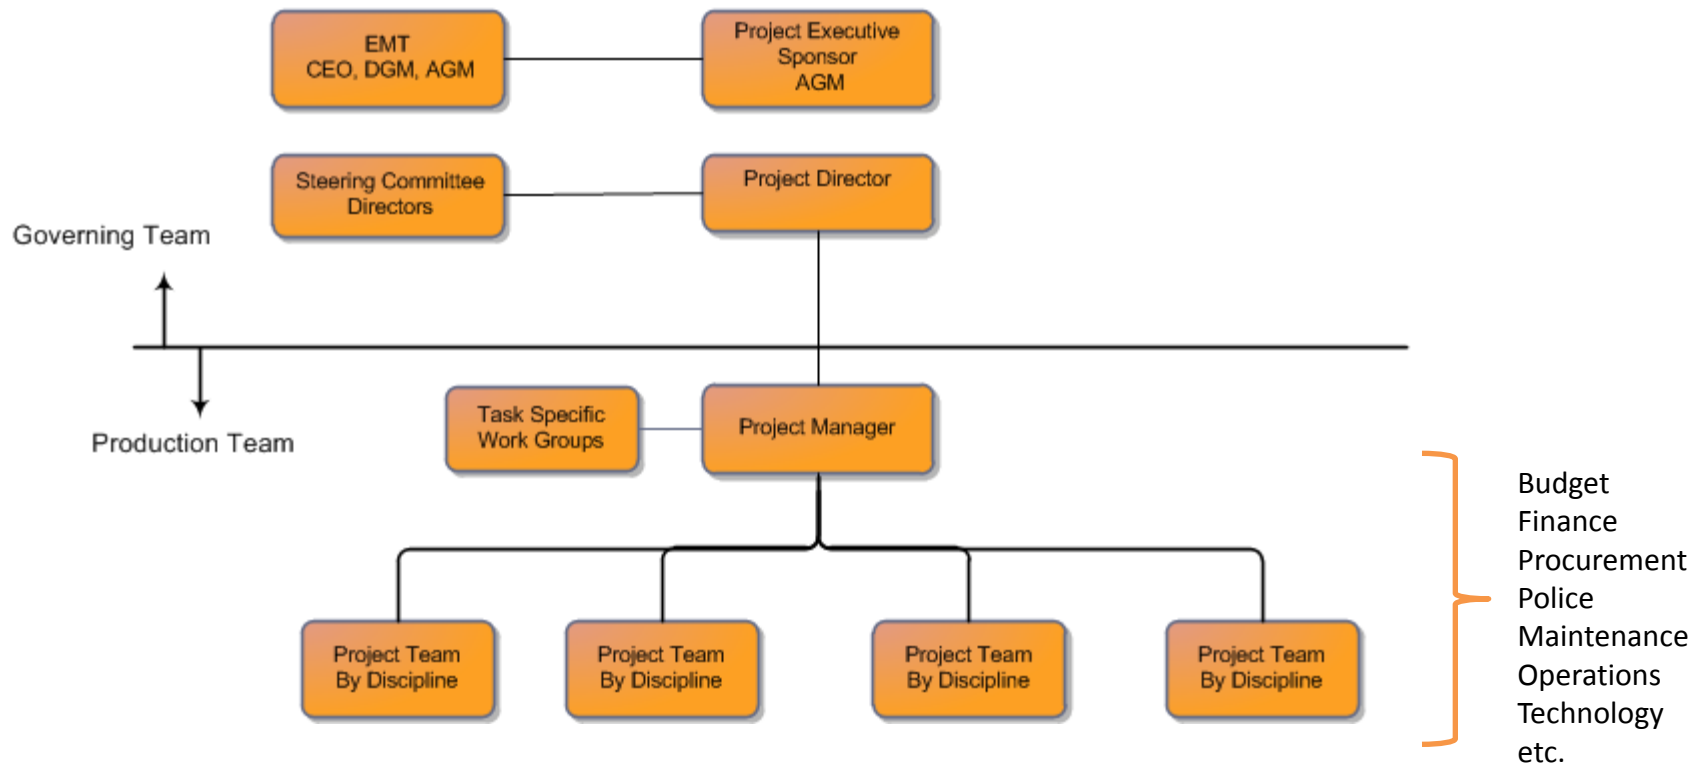 EMT
CEO, DGM, AGM
Project Executive
Sponsor
AGM
Steering Committee
Directors
Project Director
Governing Team
Production Team
Task Specific
Work Groups
Project Manager
Project Team
By Discipline
Project Team
By Discipline
Project Team
By Discipline
Project Team
By Discipline
Budget
Finance
Procurement
Police
Maintenance
Operations
Technology
etc.